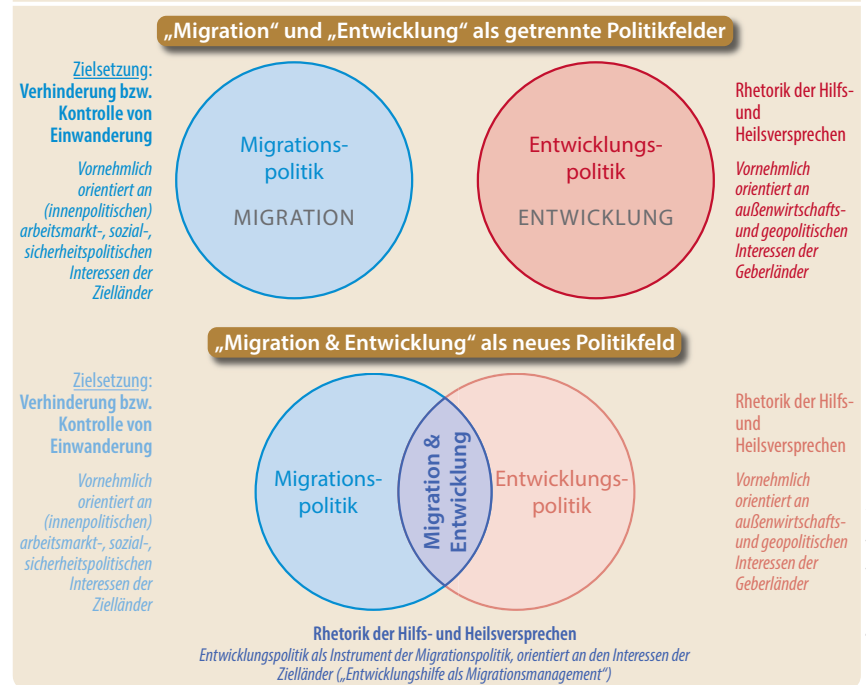 „Migration“ und „Entwicklung“ als getrennte Politikfelder
Zielsetzung:
Verhinderung bzw.
Kontrolle von
Einwanderung
Vornehmlich
orientiert an
(innenpolitischen)
arbeitsmarkt-, sozial-,
sicherheitspolitischen
Interessen der
Zielländer
Migrations-
politik
MIGRATION
Entwicklungs-
politik
ENTWICKLUNG
Rhetorik der Hilfs-
und
Heilsversprechen
Vornehmlich
orientiert an
außenwirtschafts-
und geopolitischen
Interessen der
Geberländer
„Migration & Entwicklung“ als neues Politikfeld
Zielsetzung:
Verhinderung bzw.
Kontrolle von
Einwanderung
Vornehmlich
orientiert an
(innenpolitischen)
arbeitsmarkt-, sozial-,
sicherheitspolitischen
Interessen der
Zielländer
Migrations-
politik
Migration &
Entwicklung
Entwicklungs-
politik
Rhetorik der Hilfs-
und
Heilsversprechen
Vornehmlich
orientiert an
außenwirtschafts-
und geopolitischen
Interessen der
Geberländer
Rhetorik der Hilfs- und Heilsversprechen
Entwicklungspolitik als Instrument der Migrationspolitik, orientiert an den Interessen der
Zielländer („Entwicklungshilfe als Migrationsmanagement“)